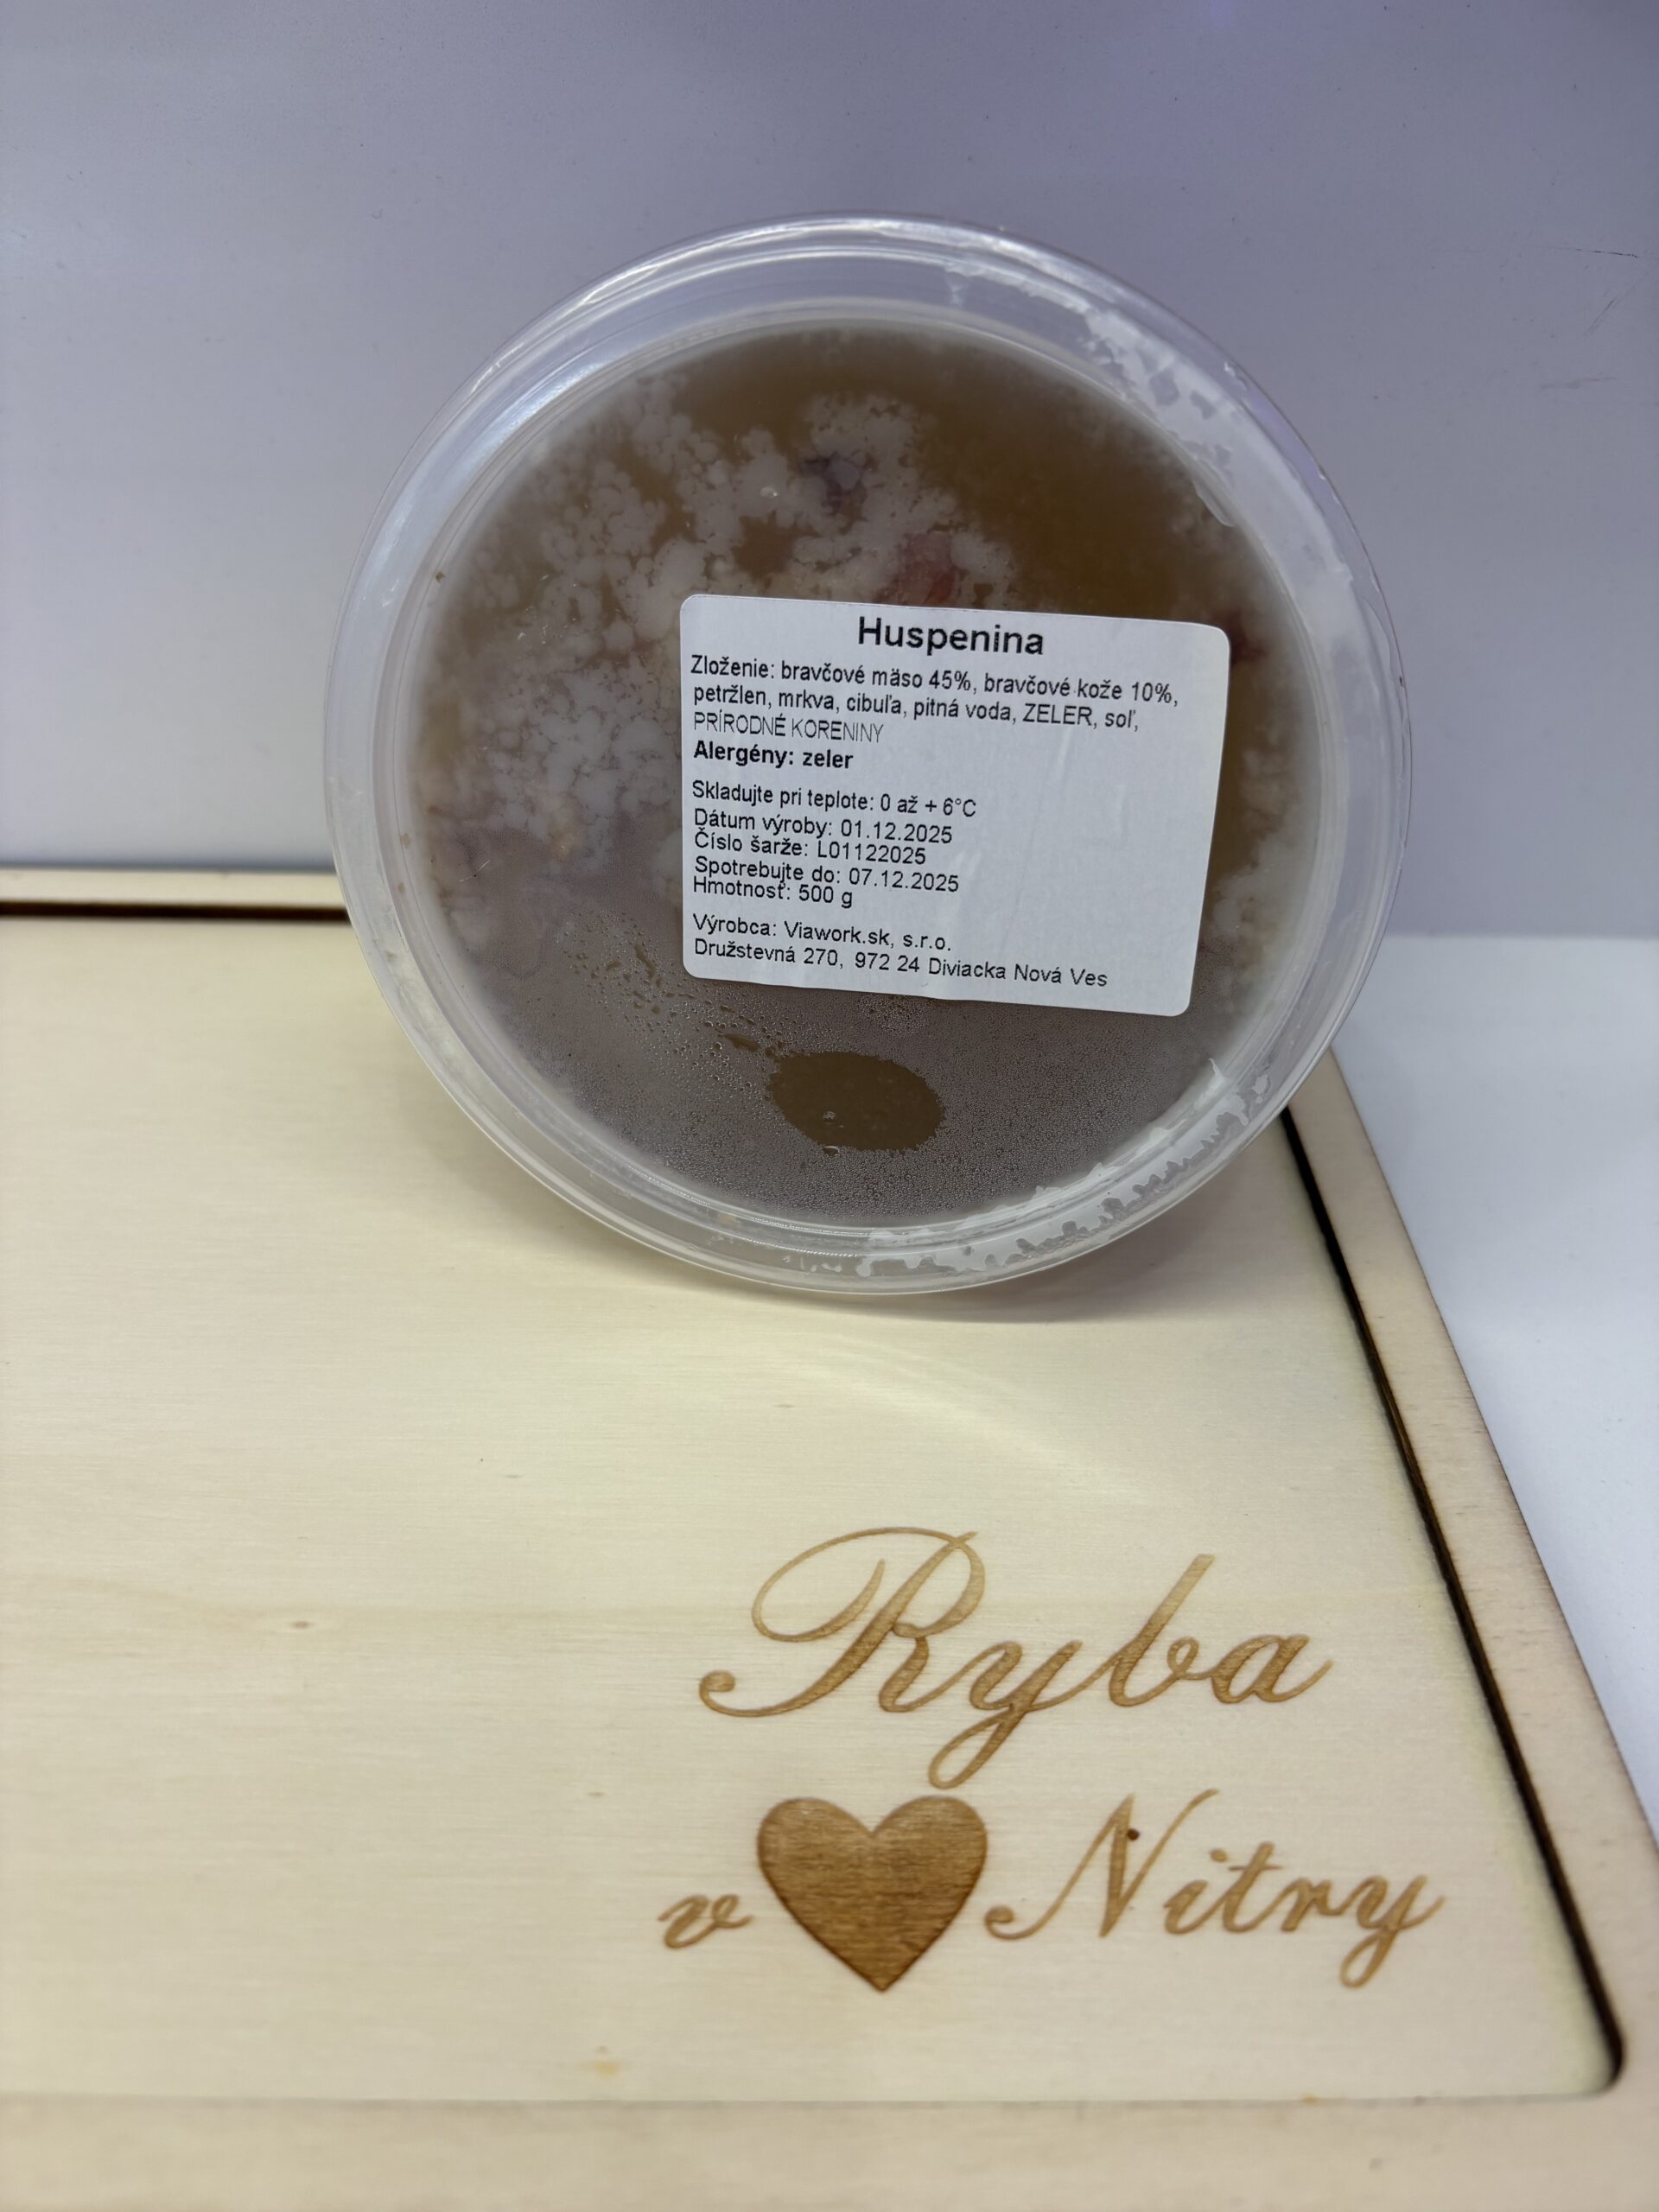 Huspenina
Zloženie: bravčové mäso 45%, bravčové kože 10%,
petržlen, mrkva, cibuľa, pitná voda, ZELER, soľ,
PRÍRODNÉ KORENINY
Alergény: zeler
Skladujte pri teplote: 0 až + 6°C
Dátum výroby: 01.12.2025
Číslo šarže: L01122025
Spotrebujte do: 07.12.2025
Hmotnosť: 500 g
Výrobca: Viawork.sk, s.r.o.
Družstevná 270, 972 24 Diviacka Nová Ves
Ryba
v Nitry